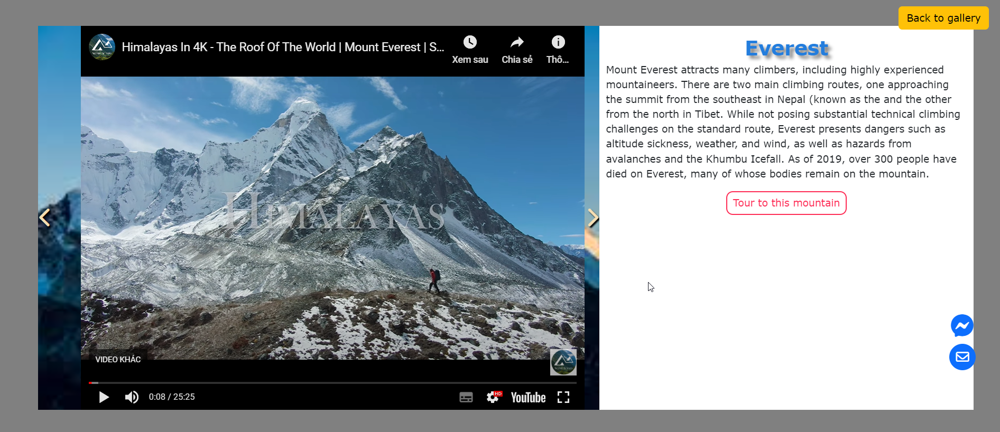 Back to gallery
Himalayas In 4K - The Roof Of The World | Mount Everest | S...
Xem sau
Chia sẻ
Thô...
HIMALAYAS
VIDEO KHÁC
0:08 / 25:25
HD
YouTube
Everest
Mount Everest attracts many climbers, including highly experienced
mountaineers. There are two main climbing routes, one approaching
the summit from the southeast in Nepal (known as the and the other
from the north in Tibet. While not posing substantial technical climbing
challenges on the standard route, Everest presents dangers such as
altitude sickness, weather, and wind, as well as hazards from
avalanches and the Khumbu Icefall. As of 2019, over 300 people have
died on Everest, many of whose bodies remain on the mountain.
Tour to this mountain